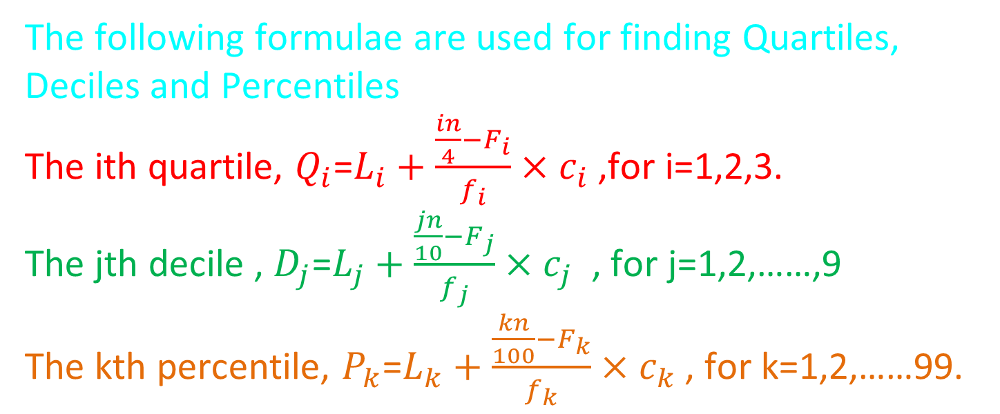 The following formulae are used for finding Quartiles,
Deciles and Percentiles
The ith quartile, $Q_i$=$L_i + \frac{\frac{in}{4}-F_i}{f_i} \times c_i$ ,for i=1,2,3.
The jth decile , $D_j$=$L_j + \frac{\frac{jn}{10}-F_j}{f_j} \times c_j$ , for j=1,2,……,9
The kth percentile, $P_k$=$L_k + \frac{\frac{kn}{100}-F_k}{f_k} \times c_k$ , for k=1,2,……99.